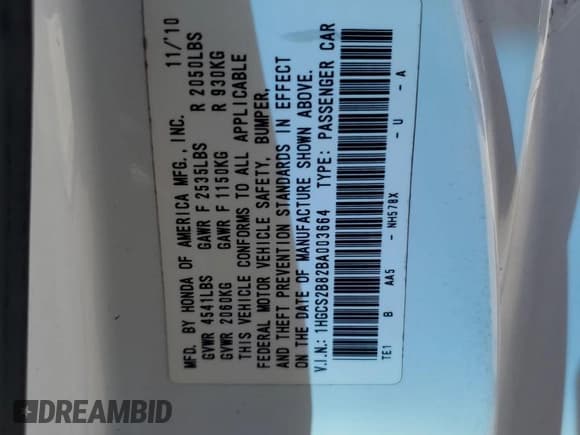 MFD. BY HONDA OF AMERICA MFG., INC. 11/'10
GVWR 4541LBS GAWR F 2535LBS R 2050LBS
GVWR 2060KG GAWR F 1150KG R 930KG
THIS VEHICLE CONFORMS TO ALL APPLICABLE
FEDERAL MOTOR VEHICLE SAFETY, BUMPER,
AND THEFT PREVENTION STANDARDS IN EFFECT
ON THE DATE OF MANUFACTURE SHOWN ABOVE.
V.I.N.: 1HGCS2B82BA003664 TYPE: PASSENGER CAR
TE1 B AA5 - NH578X - U - A
DREAMBID